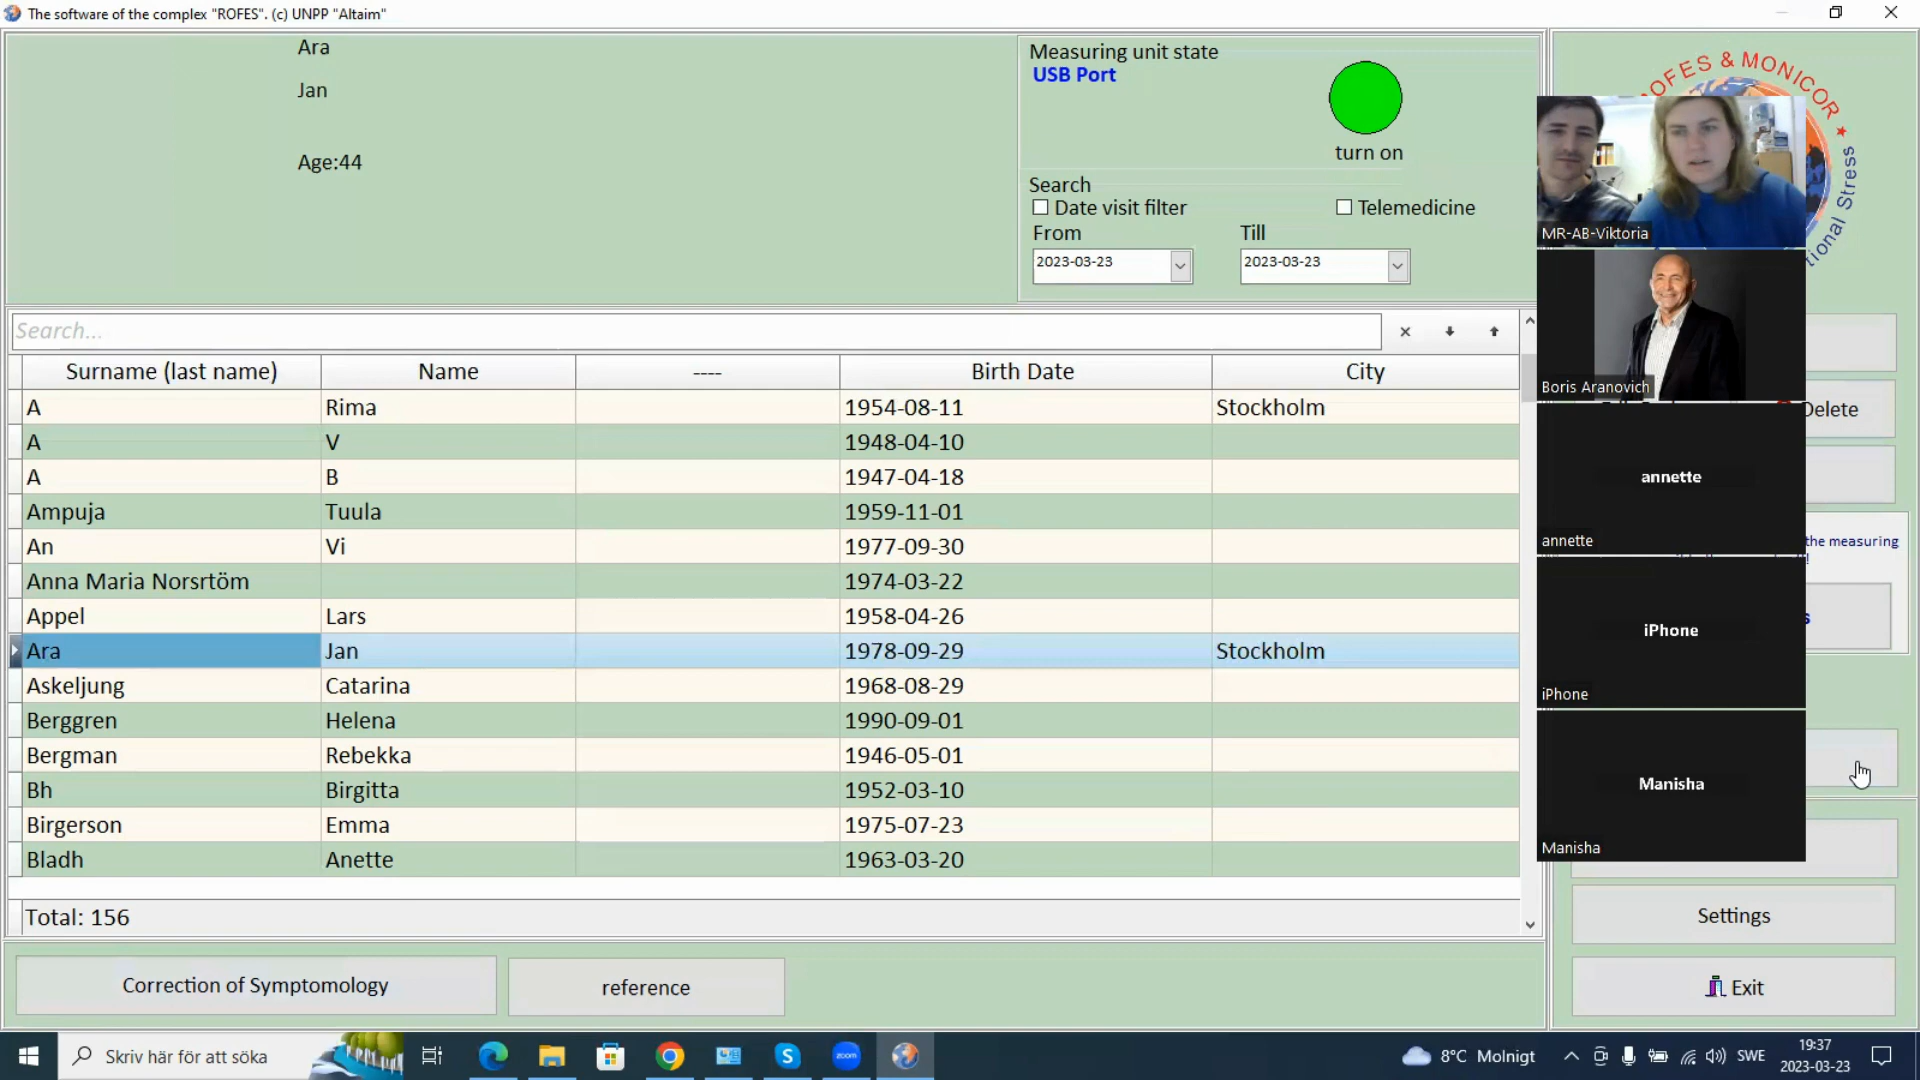 The software of the complex "ROFES". (c) UNPP "Altaim"
Ara
Jan
Age:44
Measuring unit state
USB Port
turn on
Search
Date visit filter
Telemedicine
From
Till
2023-03-23
2023-03-23
OFES & MONICOR ★
tional Stress
MR-AB-Viktoria
Boris Aranovich
annette
annette
iPhone
iPhone
Manisha
Manisha
Search...
Surname (last name) Name ---- Birth Date City
A Rima 1954-08-11 Stockholm
A V 1948-04-10
A B 1947-04-18
Ampuja Tuula 1959-11-01
An Vi 1977-09-30
Anna Maria Norsrtöm 1974-03-22
Appel Lars 1958-04-26
Ara Jan 1978-09-29 Stockholm
Askeljung Catarina 1968-08-29
Berggren Helena 1990-09-01
Bergman Rebekka 1946-05-01
Bh Birgitta 1952-03-10
Birgerson Emma 1975-07-23
Bladh Anette 1963-03-20
Total: 156
Delete
the measuring
!
s
Settings
Exit
Correction of Symptomology
reference
Skriv här för att söka
8°C Molnigt
SWE
19:37
2023-03-23